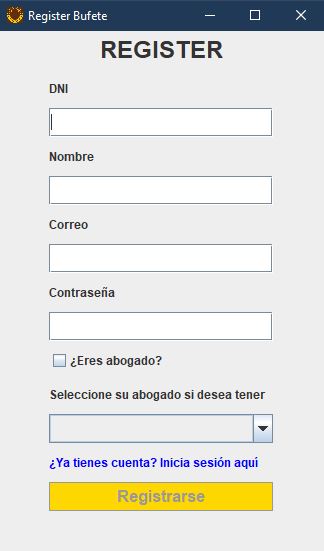 Register Bufete
REGISTER
DNI
Nombre
Correo
Contraseña
¿Eres abogado?
Seleccione su abogado si desea tener
¿Ya tienes cuenta? Inicia sesión aquí
Registrarse